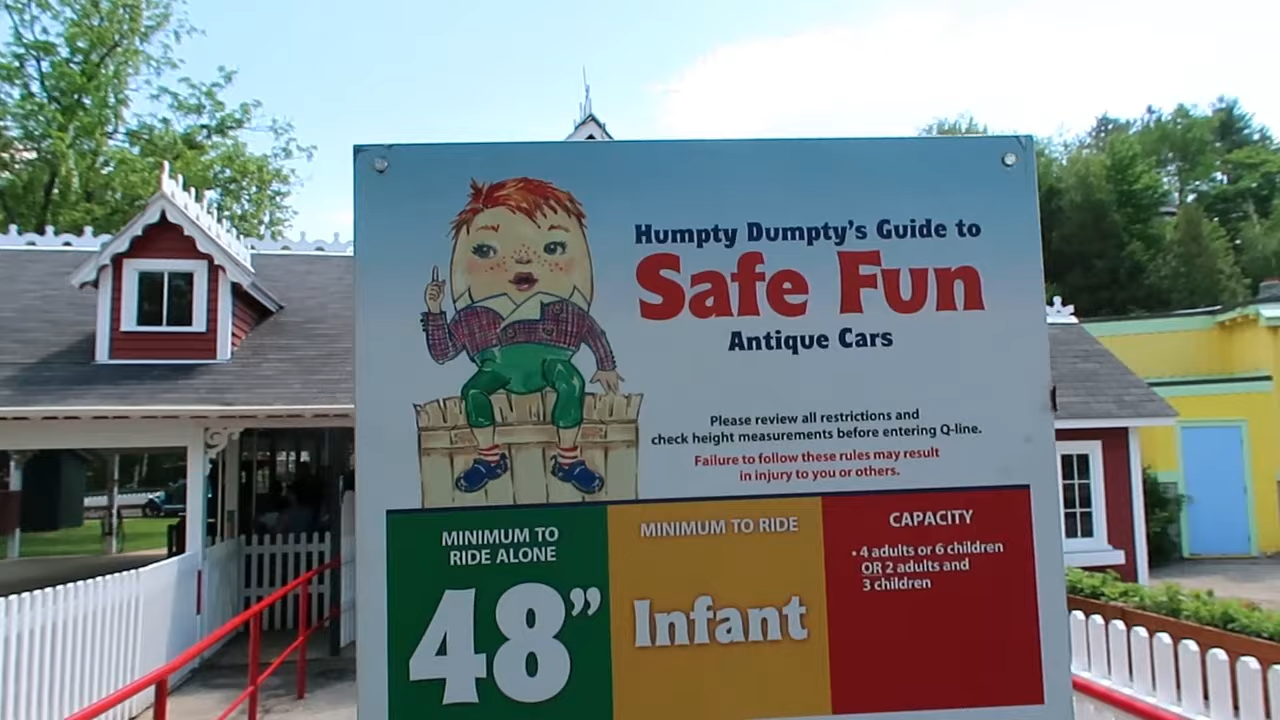 Humpty Dumpty's Guide to
Safe Fun
Antique Cars
Please review all restrictions and
check height measurements before entering Q-line.
Failure to follow these rules may result
in injury to you or others.
MINIMUM TO
RIDE ALONE
48”
MINIMUM TO RIDE
Infant
CAPACITY
• 4 adults or 6 children
OR 2 adults and
3 children